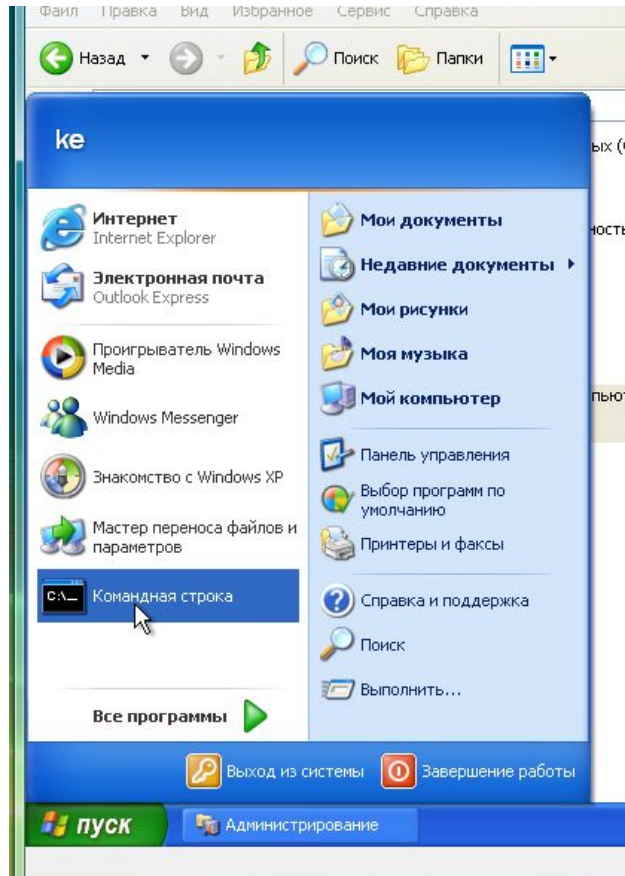 Файл Правка Вид Избранное Сервис Справка
Назад Поиск Папки
ke
ых (
Интернет
Internet Explorer
Электронная почта
Outlook Express
Проигрыватель Windows
Media
Windows Messenger
Знакомство с Windows XP
Мастер переноса файлов и
параметров
C:\_ Командная строка
Все программы
Мои документы
Недавние документы
Мои рисунки
Моя музыка
Мой компьютер
Панель управления
Выбор программ по
умолчанию
Принтеры и факсы
Справка и поддержка
Поиск
Выполнить...
ность
пьют
Выход из системы Завершение работы
пуск Администрирование